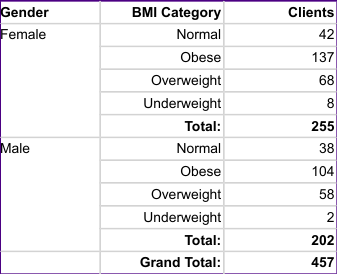 Gender BMI Category Clients
Female Normal 42
Obese 137
Overweight 68
Underweight 8
Total: 255
Male Normal 38
Obese 104
Overweight 58
Underweight 2
Total: 202
Grand Total: 457